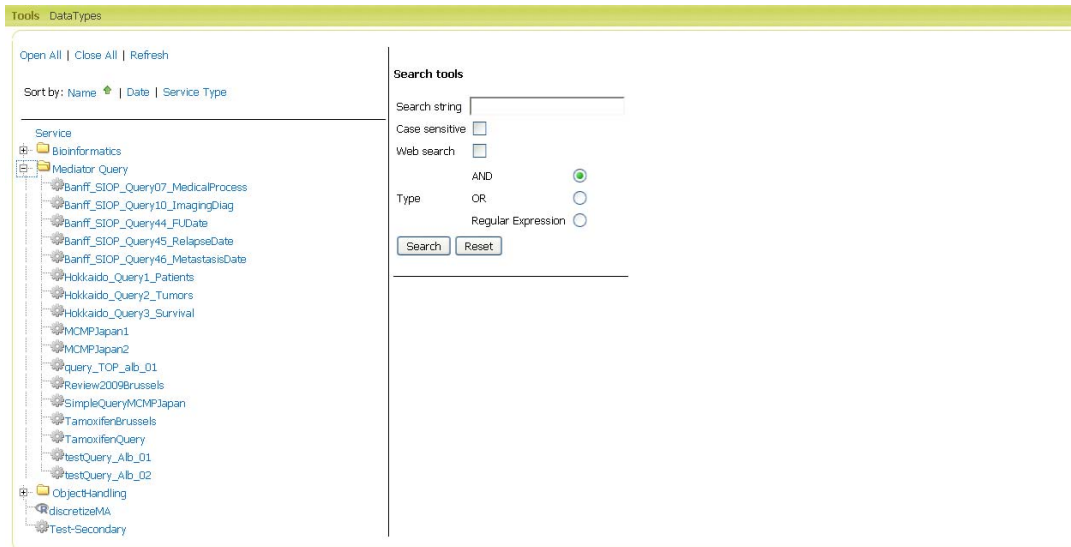 Tools DataTypes
Open All | Close All | Refresh
Sort by: Name | Date | Service Type
Service
Bioinformatics
Mediator Query
Banff_SIOP_Query07_MedicalProcess
Banff_SIOP_Query10_ImagingDiag
Banff_SIOP_Query44_FUDate
Banff_SIOP_Query45_RelapseDate
Banff_SIOP_Query46_MetastasisDate
Hokkaido_Query1_Patients
Hokkaido_Query2_Tumors
Hokkaido_Query3_Survival
MCMPJapan1
MCMPJapan2
query_TOP_alb_01
Review2009Brussels
SimpleQueryMCMPJapan
TamoxifenBrussels
TamoxifenQuery
testQuery_Alb_01
testQuery_Alb_02
ObjectHandling
R discretizeMA
Test-Secondary
Search tools
Search string
Case sensitive
Web search
AND
Type OR
Regular Expression
Search Reset